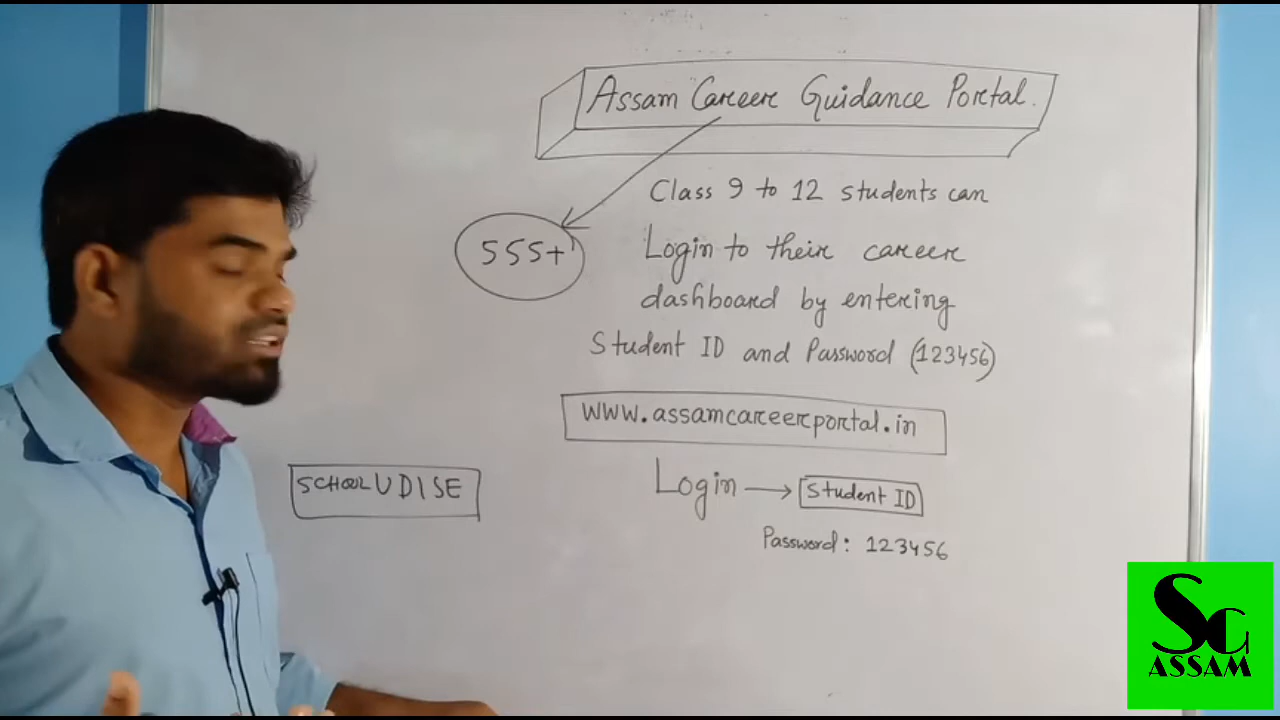 Assam Career Guidance Portal.
Class 9 to 12 students can
555+
Login to their career
dashboard by entering
Student ID and Password (123456)
www.assamcareerportal.in
SCHOOL UDISE
Login → Student ID
Password: 123456
SG
ASSAM